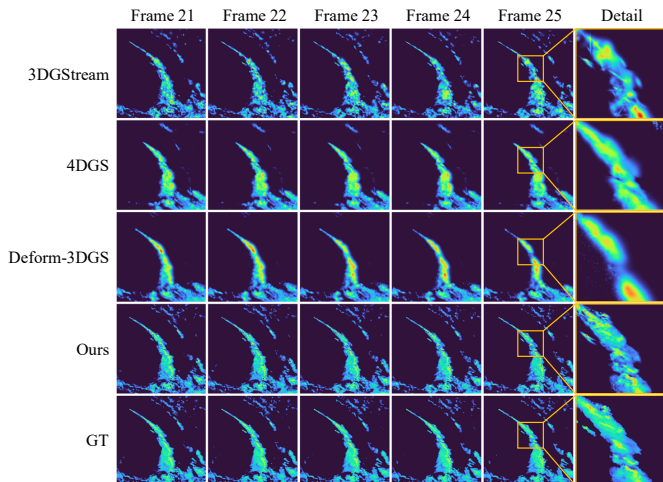 Frame 21 Frame 22 Frame 23 Frame 24 Frame 25 Detail
3DGStream
4DGS
Deform-3DGS
Ours
GT